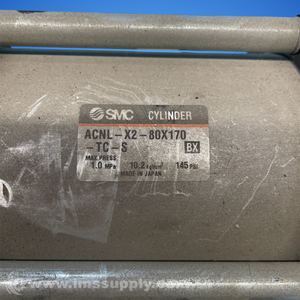 SMC CYLINDER
ACNL-X2-80X170
-TC-S BX
MAX.PRESS.
1.0 MPa 10.2 kgf/cm² 145 PSI
MADE IN JAPAN
www.imssupply.com